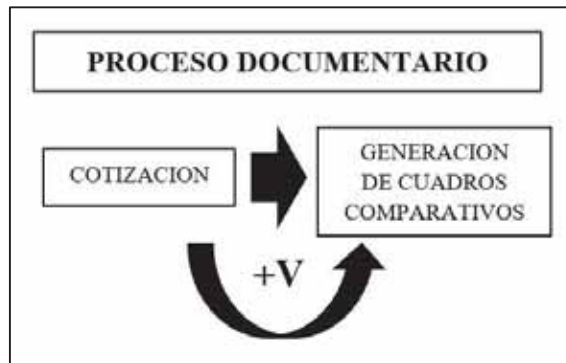 PROCESO DOCUMENTARIO
COTIZACION
GENERACION
DE CUADROS
COMPARATIVOS
+V